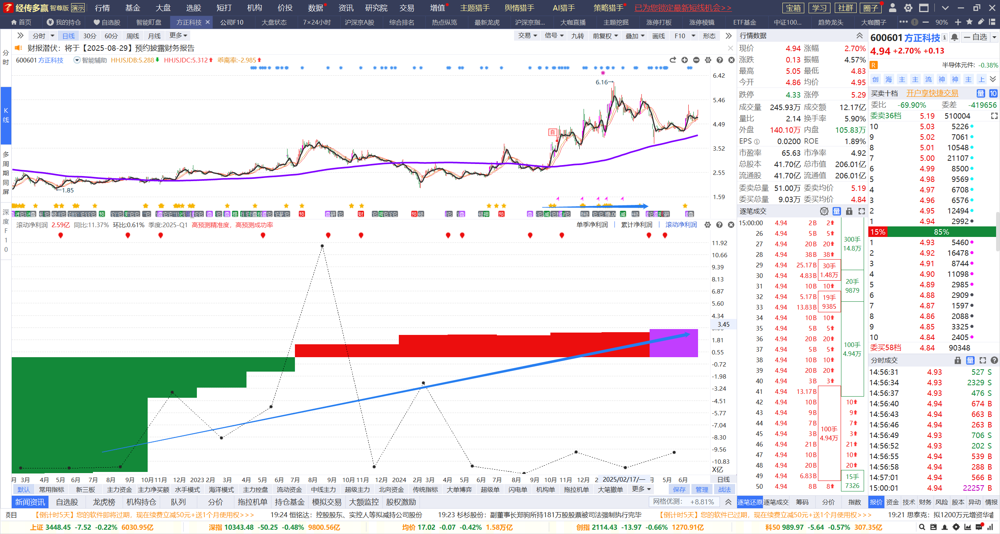 经传多赢 智尊版 演示 行情 基金 大盘 选股 短打 机构 价投 数据 资讯 研究院 交易 增值 主题猎手 舆情猎手 AI猎手 策略猎手 已为您锁定最新短线机会>> 宝箱 学习 社群 圈子
首页 我的持仓 自选股 智能盯盘 方正科技 公司F10 大盘状态 7×24小时 沪深京A股 综合排名 热点纵览 最新龙虎 沪深京指... 大咖直播 主题挖掘 涨停打板 涨停棱镜 ETF基金 中证100... 趋势龙头 大咖圈子 90%
分时 K线 多周期同屏 深度F10
分时 日线 30分 60分 周线 月线 更多 交易 信号 九转 前复权 叠加 画线 F10 形态
财报潜伏：将于【2025-08-29】预约披露财务报告
600601 方正科技 智能辅助 HHJSJDB:5.288 HHJSJDC:5.312 乖离率:-2.985
6.42
6.16
5.46
4.49
自
3.52
2.55
1.85
1.59
滚动净利润 2.59亿 同比:11.37% 环比:0.61% 季度:2025-Q1 高预测精准度，高预测成功率 单季净利润 累计净利润 滚动净利润
11.92
10.66
9.39
8.13
6.87
5.60
4.34
3.45
1.81
0.55
-0.72
-1.98
-3.24
-4.51
-5.77
-7.04
-8.30
-9.56
-10.83
X亿
月 3月 4月 5月 6月 7月 8月 9月 10月 11月 12月 2023 2月 3月 4月 5月 6月 7月 8月 9月 10月 11月 12月 2024 2月 3月 4月 5月 6月 7月 8月 9月 10月 11月 12月 2 2025/02/17/一 月 5月 6月 日线
默认 常用指标 新三板 主力资金 主力净买额 水手模式 海洋模式 主力控盘 流动资金 中线主力 超级主力 北向资金 传统指标 大单博弈 超级单 闪电单 机构单 拖拉机单 大笔撤单 更多 保存 管理 战法
新闻资讯 自选股 龙虎榜 机构持仓 队列 分价 拖拉机单 持仓基金 模拟交易 大额监控 股权激励 网格优测： +8.81%
行情数据
现价 4.94 涨幅 2.70%
涨跌 0.13 振幅 4.57%
最高 5.05 最低 4.83
今开 4.86 均价 4.95
跌停 4.33 涨停 5.29
成交量 245.93万 成交额 12.17亿
量比 2.14 换手率 5.90%
外盘 140.10万 内盘 105.83万
EPS ① 0.0200 ROE 1.89%
市盈率 65.63 市净率 4.92
总股本 41.70亿 总市值 206.01亿
流通股 41.70亿 流通值 206.01亿
委卖总量 51.00万 委卖均价 5.19
委买总量 9.03万 委买均价 4.84
逐笔成交 单 量
15:00:00 4.94 2B 2
26 4.94 5B 5
27 4.94 20B 20
28 4.94 38B 38
29 4.94 25.17B
30 4.94 4.83B
31 4.94 10B 10
32 4.94 5.17B
33 4.94 13.83B
34 4.94 10B 10
35 4.94 5B 5
36 4.94 20B 20
37 4.94 5B 5
38 4.94 10B 10
39 4.94 20B 20
40 4.94 3B 3
41 4.94 13.17B
42 4.94 10B 10
43 4.94 9B 9
44 4.94 7B 7
45 4.94 3B 3
46 4.94 21B 21
47 4.94 10B 10
48 4.94 20B 20
49 4.94 6.83B
50 4.94 8B 8
30手
1.48万
19手
9385
100手
4.94万
300手
14.8万
20手
9879
100手
4.94万
15手
7326
逐笔还原 逐笔成交 筹码 分价 指数
600601 方正科技 自选
4.94 +2.70% +0.13
R 半导体元件: -0.38%
创 海 主 主 流 神 神 主 上
买卖十档 开户享快捷交易 量 10
委比 -69.90% 委差 -419656
委卖36档 5.19 510004
10 5.03 5226
9 5.02 7061
8 5.01 10548
7 5.00 21107
6 4.99 8500
5 4.98 9569
4 4.97 6708
3 4.96 6576
2 4.95 12494
1 4.94 2992
15% 85%
1 4.93 5460
2 4.92 16478
3 4.91 8744
4 4.90 11098
5 4.89 2985
6 4.88 2909
7 4.87 1597
8 4.86 2088
9 4.85 3325
10 4.84 2405
委买58档 4.84 90348
分时成交 量
14:56:31 4.93 527 S
14:56:34 4.93 2329 S
14:56:37 4.93 476 S
14:56:40 4.94 674 B
14:56:43 4.94 663 B
14:56:46 4.94 263 B
14:56:49 4.93 706 S
14:56:52 4.93 202 S
14:56:55 4.94 539 B
14:56:58 4.94 288 B
14:57:01 4.94 566 B
15:00:01 4.94 22257 B
报价 资金 技术 财务 风险 股本 异动 情报
页目 【倒计时5天】您的软件即将过期，现在续费立减50元+送1个月使用权>>> 19:24 恒铭达：控股股东、实控人等拟减持公司股份 19:23 杉杉股份：副董事长郑驹所持181万股股票被司法强制执行完毕 【倒计时5天】您的软件已过期，现在续费立减50元+送1个月使用权>>> 19:21 思泰克：拟1200万元增资华睿
上证 3448.45 -7.52 -0.22% 6030.95亿 深指 10343.48 -50.25 -0.48% 9800.56亿 均价 17.02 -0.07 -0.42% 1.58万亿 创指 2114.43 -13.97 -0.66% 1270.91亿 科50 989.97 -5.64 -0.57% 307.35亿